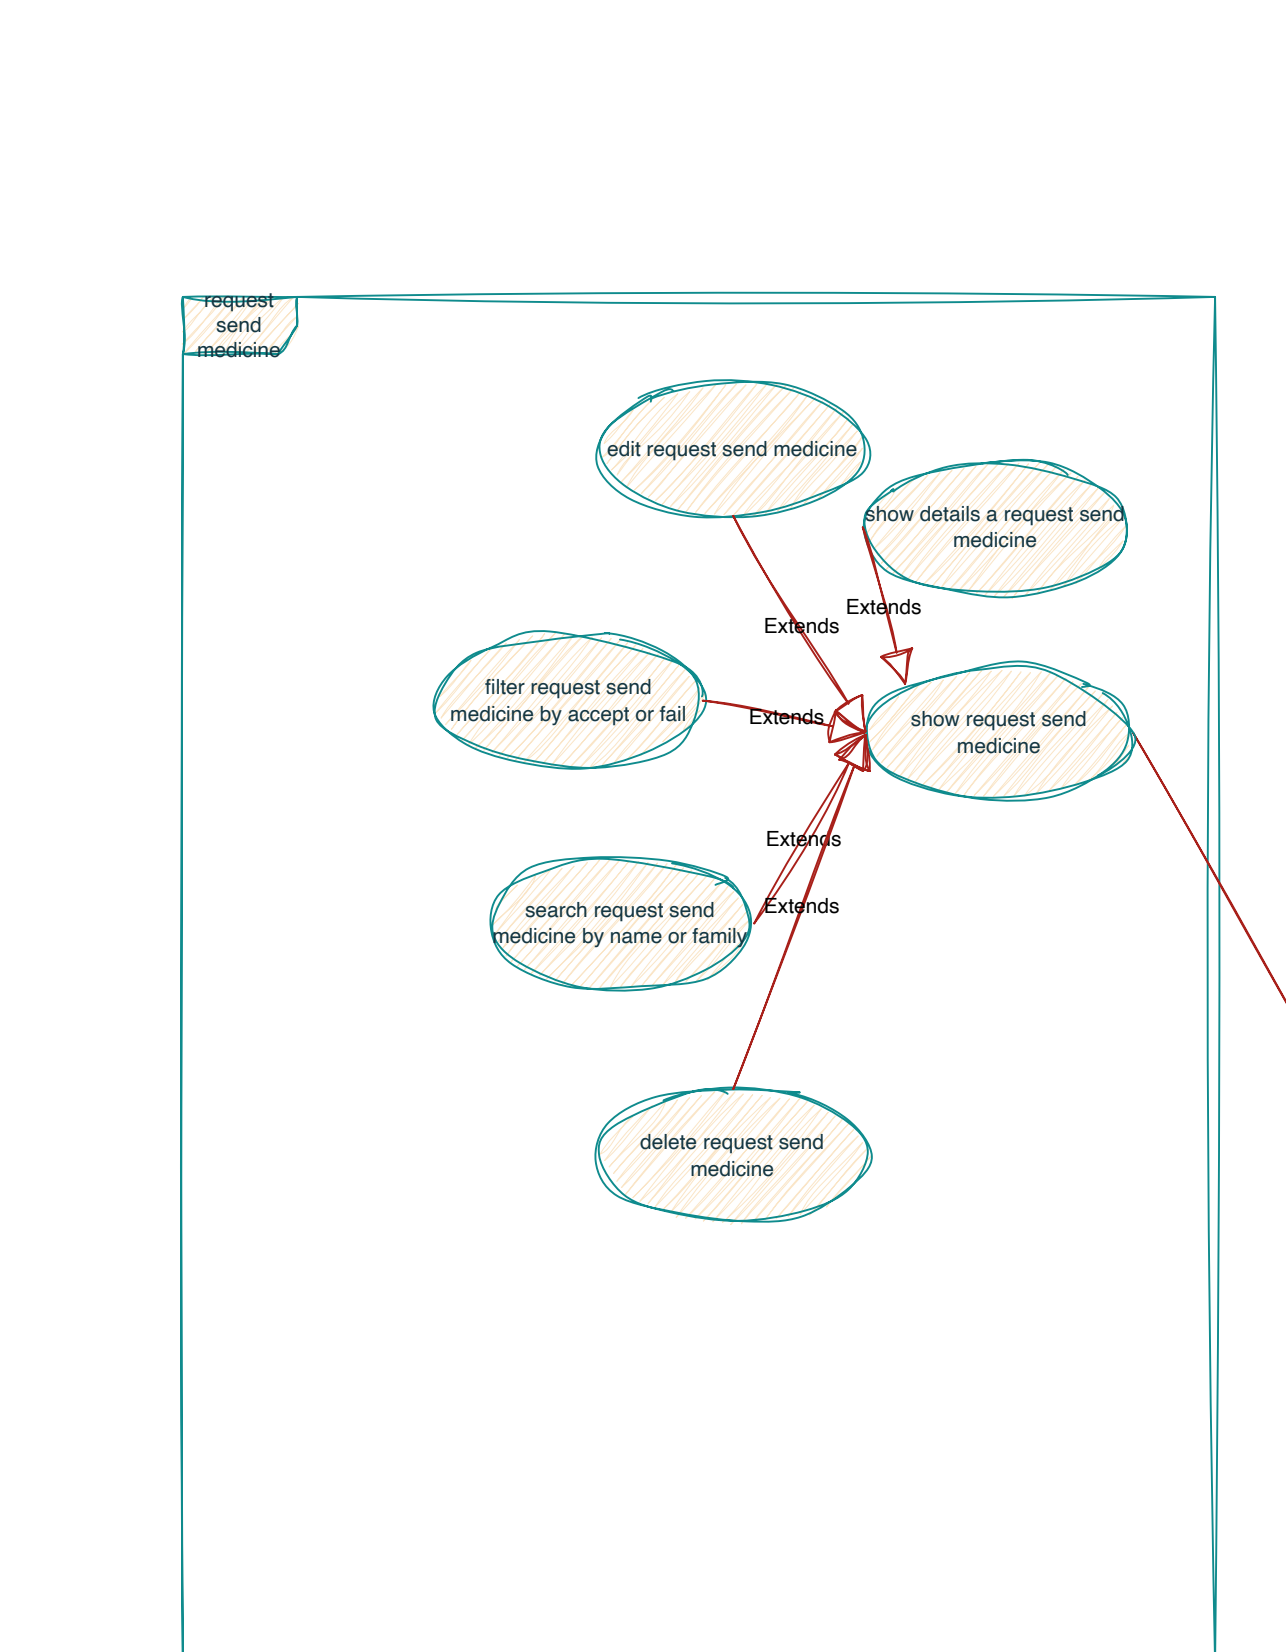 request
send
medicine
edit request send medicine
show details a request send
medicine
Extends
Extends
filter request send
medicine by accept or fail
Extends
show request send
medicine
Extends
search request send
medicine by name or family
Extends
delete request send
medicine